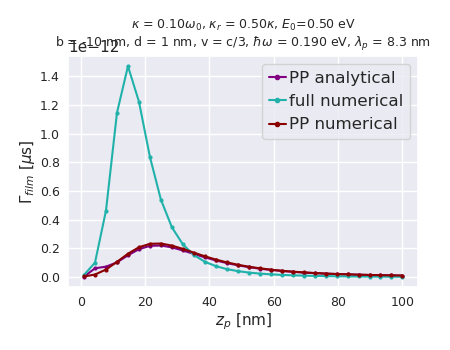 κ = 0.10ω₀, κᵣ = 0.50κ, E₀=0.50 eV
b = -10 nm, d = 1 nm, v = c/3, ℏω = 0.190 eV, λₚ = 8.3 nm
1e−12
PP analytical
full numerical
PP numerical
1.4
1.2
1.0
0.8
0.6
0.4
0.2
0.0
Γ_film [μs]
0 20 40 60 80 100
zₚ [nm]